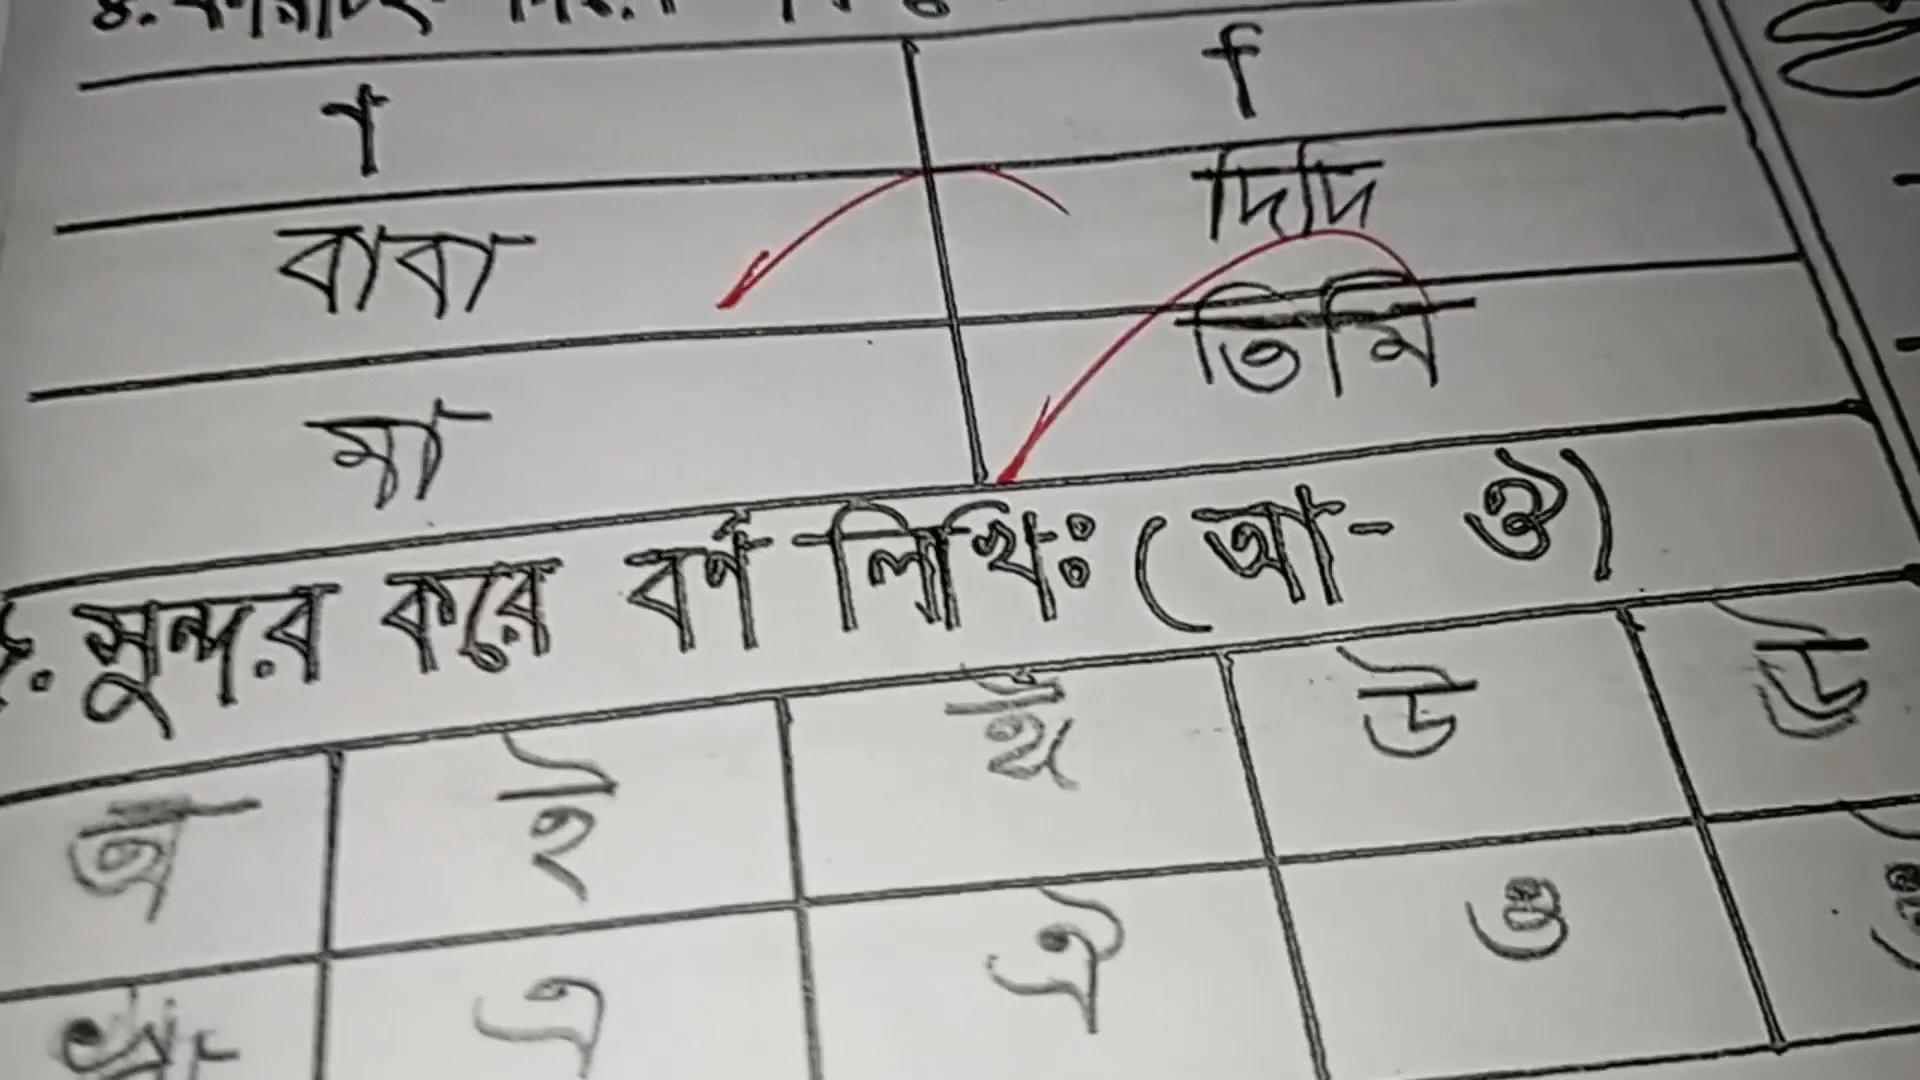 া ি
বাবা দিদি
মা তিনি
সুন্দর করে বর্ণ লিখিঃ (আ - ঔ)
অ ই ঈ উ ঊ
এ ঐ ও